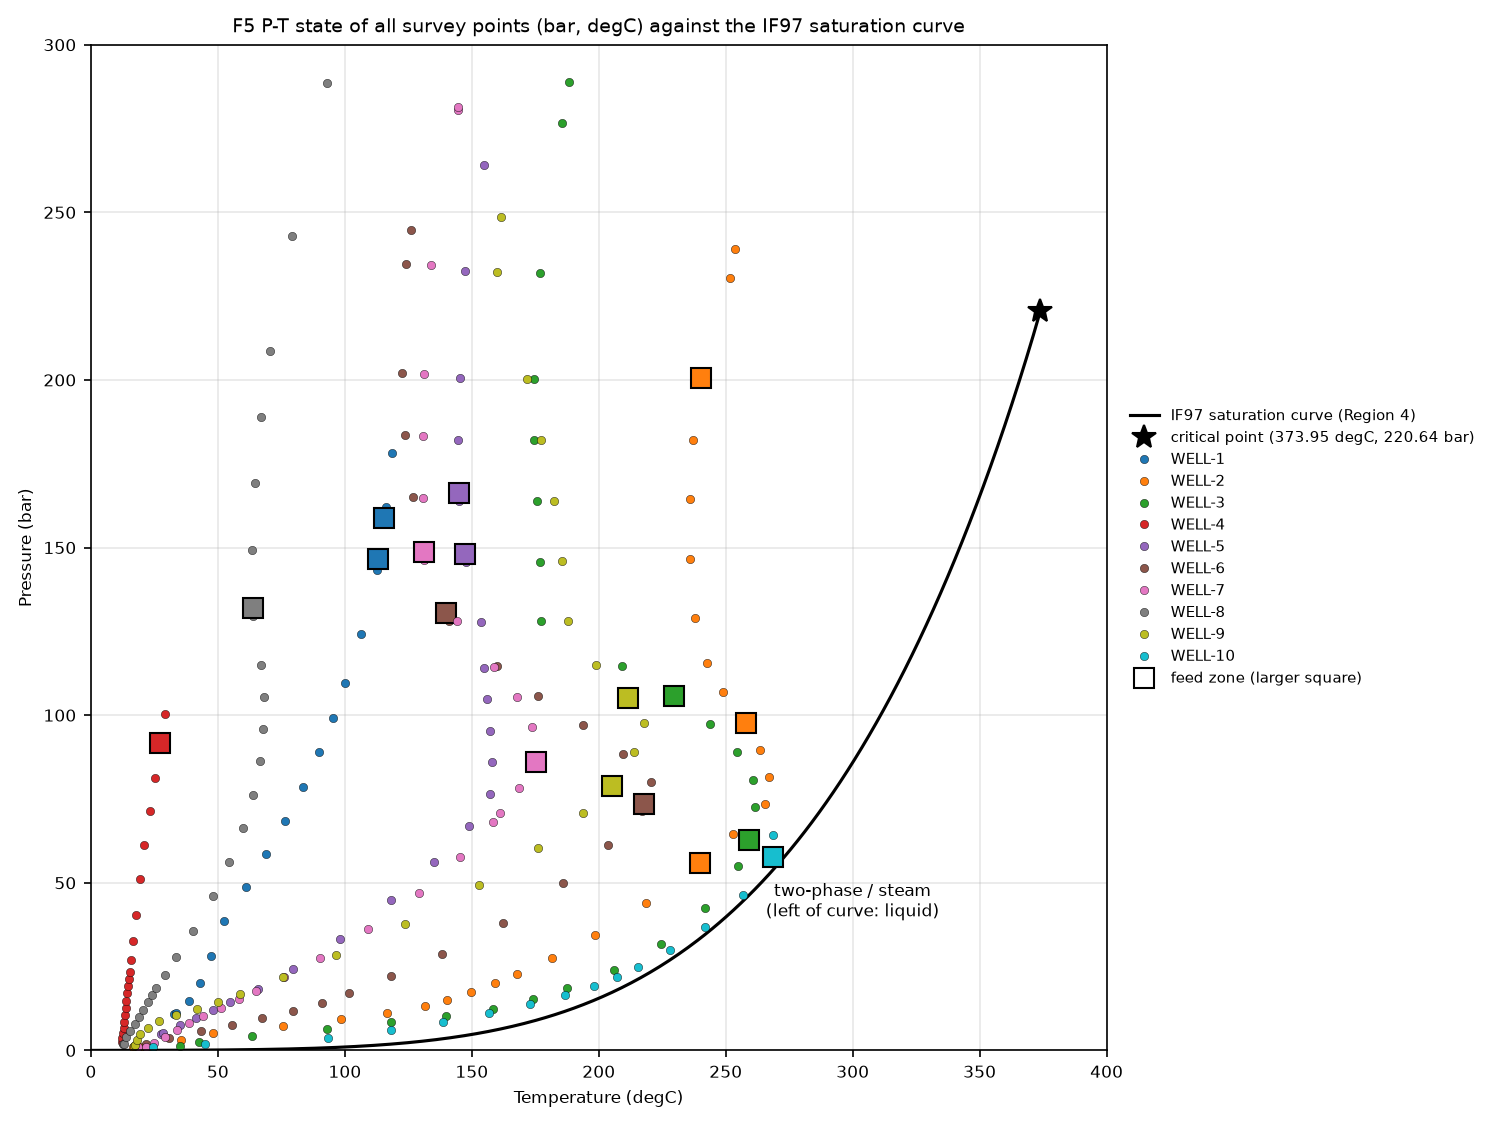 F5 P-T state of all survey points (bar, degC) against the IF97 saturation curve
300
250
200
150
100
50
0
Pressure (bar)
0 50 100 150 200 250 300 350 400
Temperature (degC)
two-phase / steam
(left of curve: liquid)
IF97 saturation curve (Region 4)
critical point (373.95 degC, 220.64 bar)
WELL-1
WELL-2
WELL-3
WELL-4
WELL-5
WELL-6
WELL-7
WELL-8
WELL-9
WELL-10
feed zone (larger square)